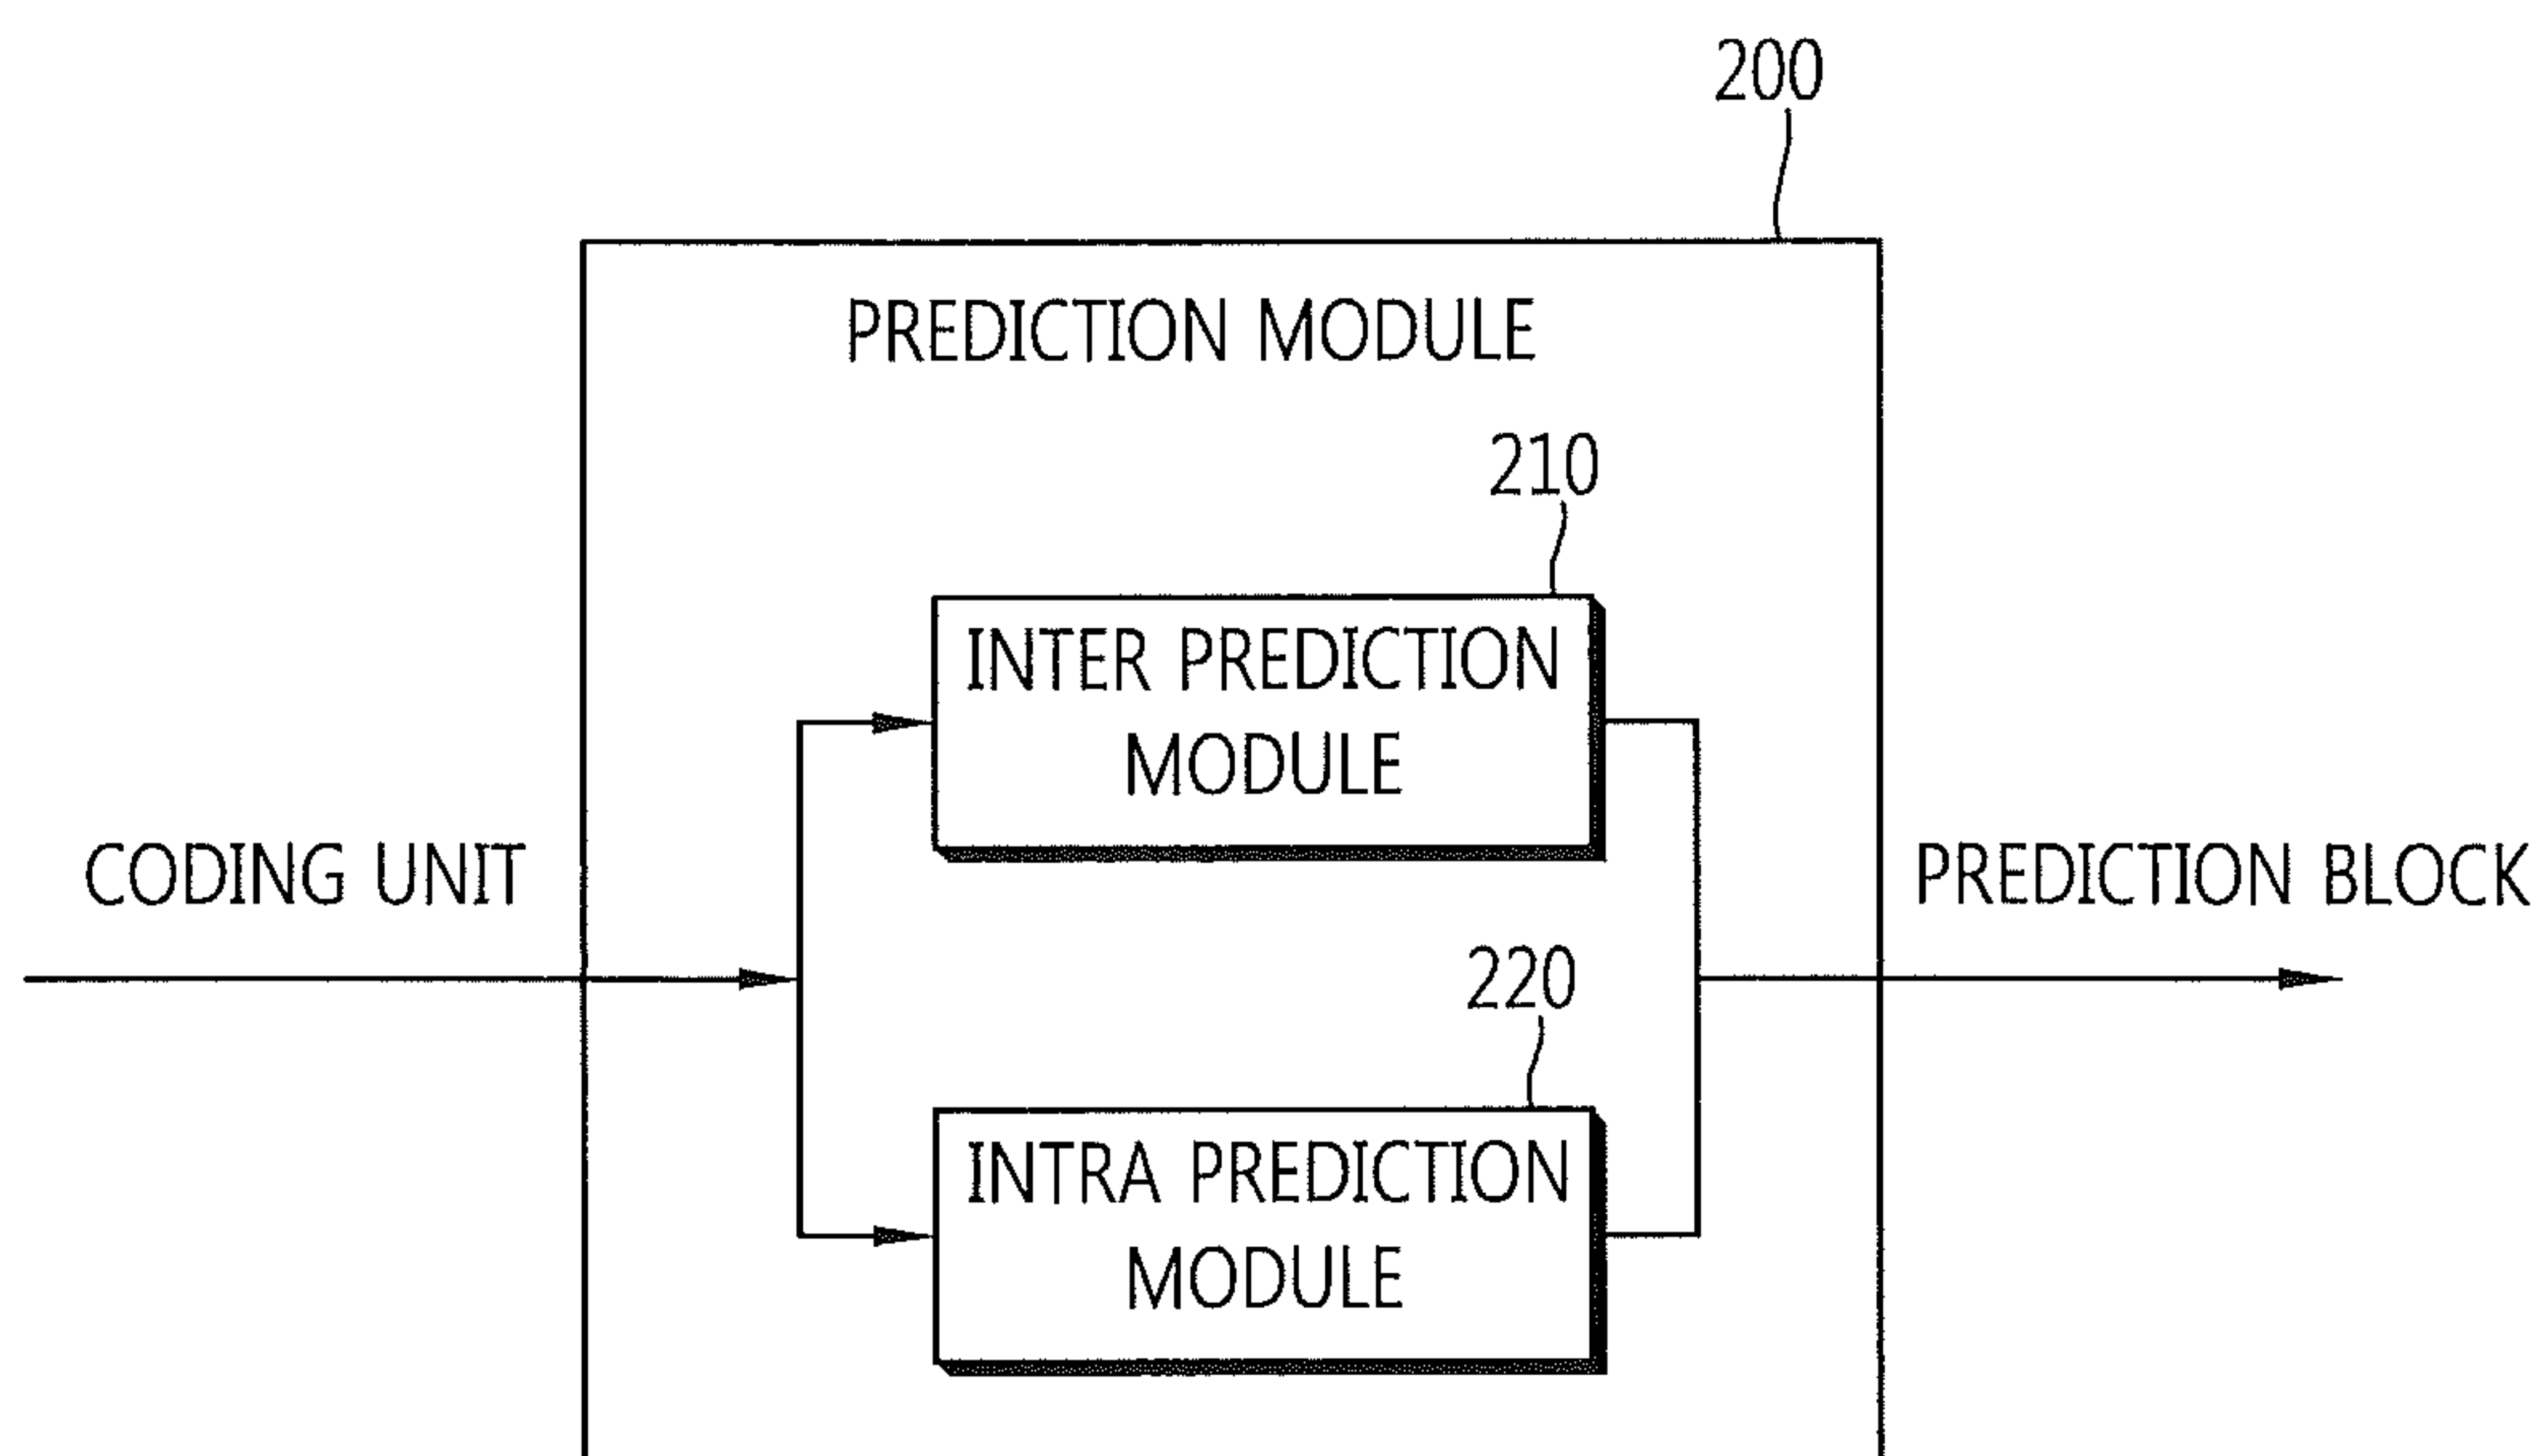 200
PREDICTION MODULE
210
INTER PREDICTION
MODULE
CODING UNIT
PREDICTION BLOCK
220
INTRA PREDICTION
MODULE